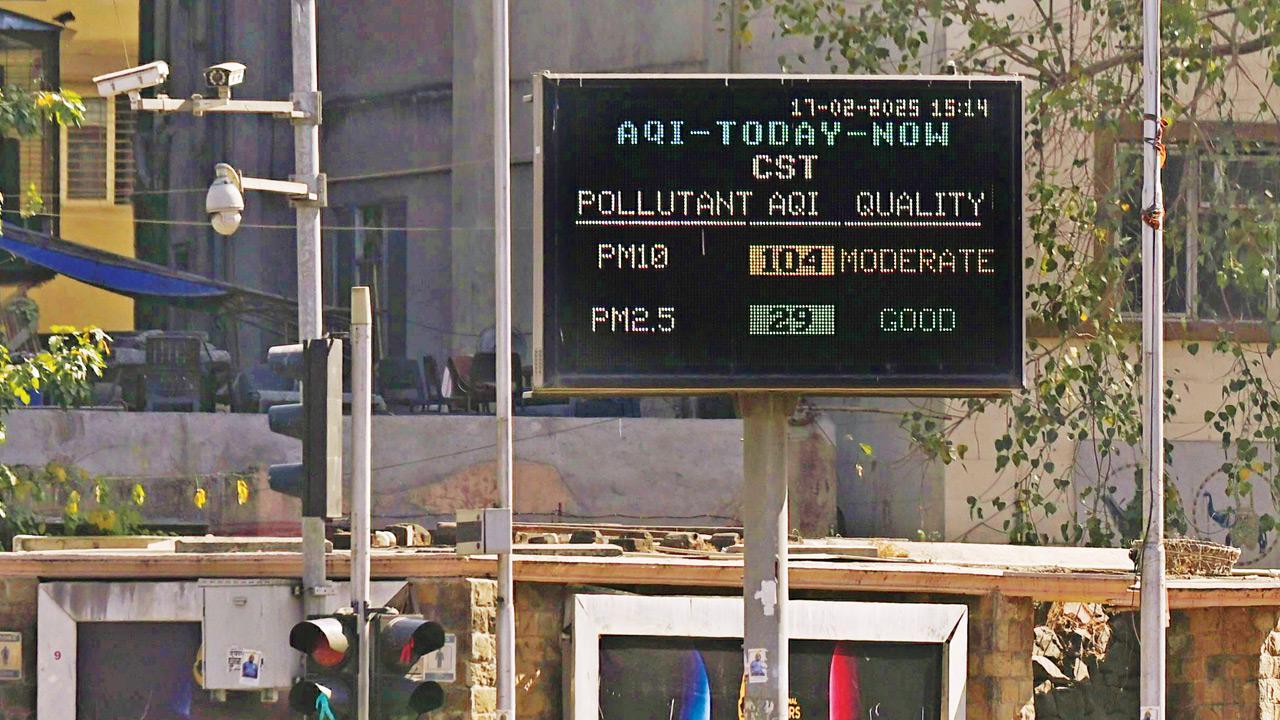 17-02-2025 15:14
AQI-TODAY-NOW
CST
POLLUTANT AQI QUALITY
PM10 104 MODERATE
PM2.5 29 GOOD
9